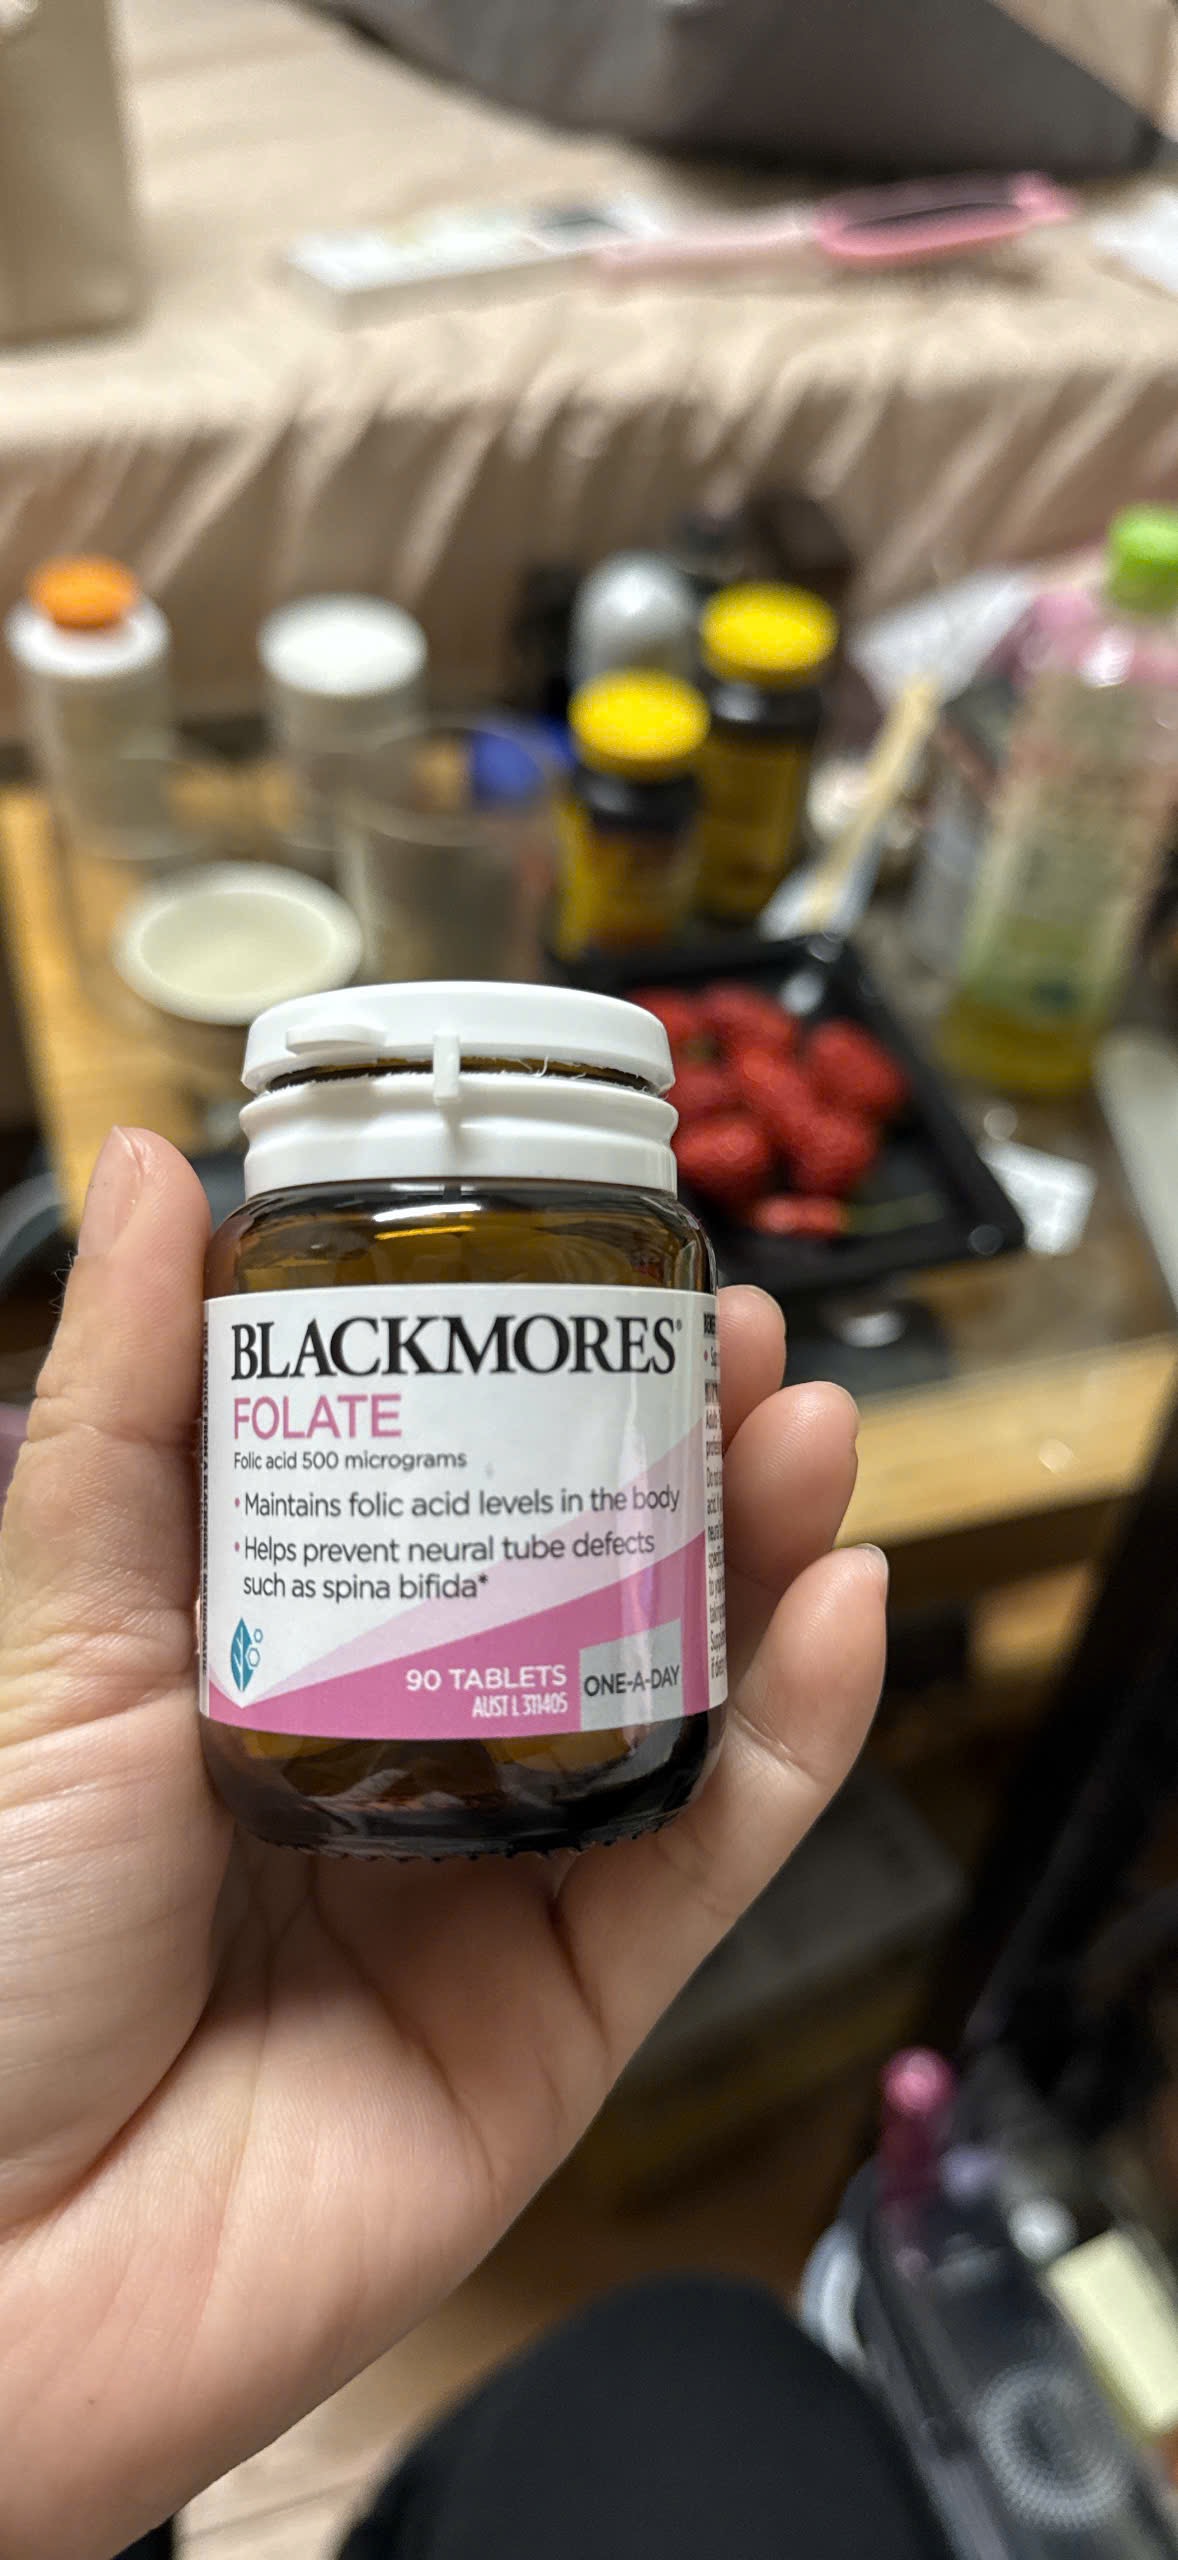 BLACKMORES®
FOLATE
Folic acid 500 micrograms
• Maintains folic acid levels in the body
• Helps prevent neural tube defects
such as spina bifida*
90 TABLETS
AUST L 311405
ONE-A-DAY